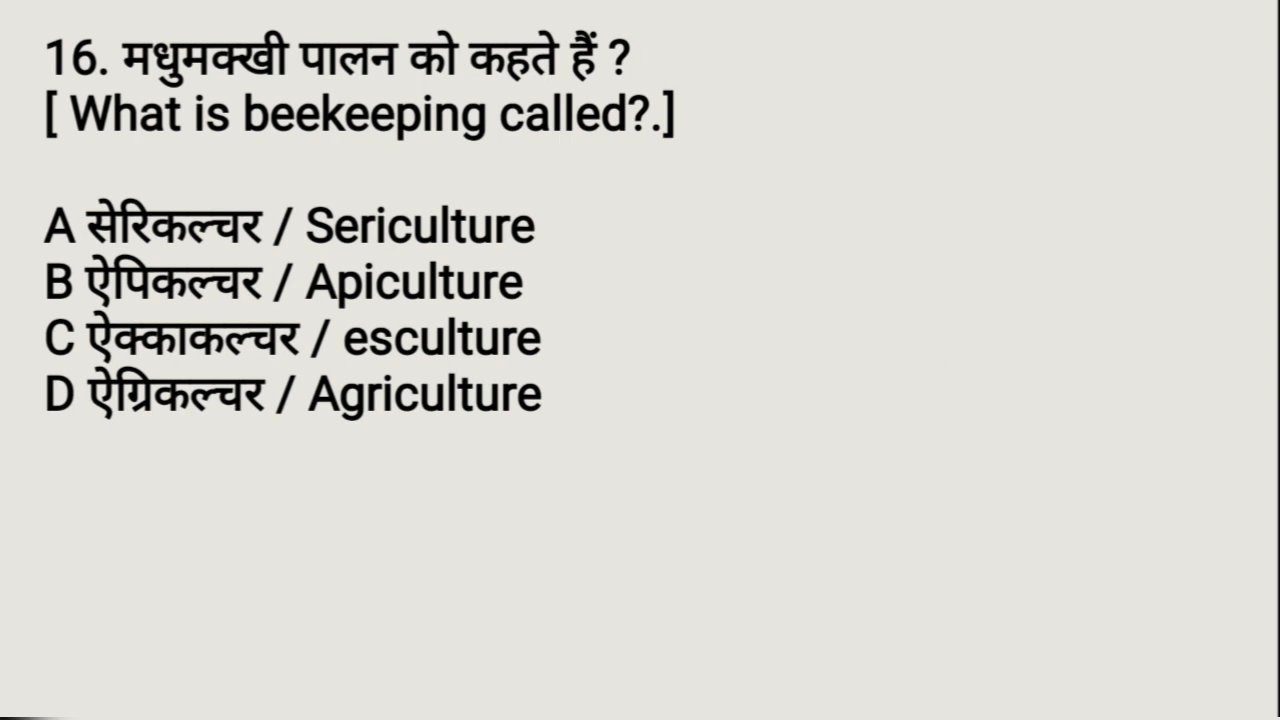 16. मधुमक्खी पालन को कहते हैं ?
[ What is beekeeping called?.]
A सेरिकल्चर / Sericulture
B ऐपिकल्चर / Apiculture
C ऐक्काकल्चर / esculture
D ऐग्रिकल्चर / Agriculture